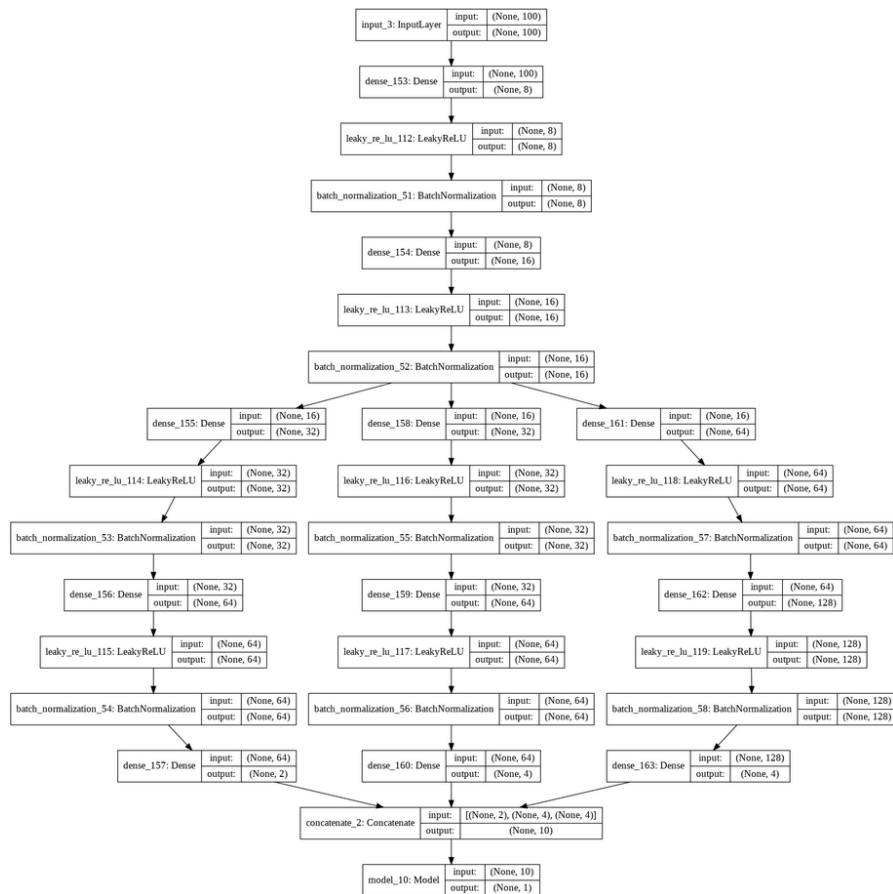 input_3: InputLayer
input: (None, 100)
output: (None, 100)
dense_153: Dense
input: (None, 100)
output: (None, 8)
leaky_re_lu_112: LeakyReLU
input: (None, 8)
output: (None, 8)
batch_normalization_51: BatchNormalization
input: (None, 8)
output: (None, 8)
dense_154: Dense
input: (None, 8)
output: (None, 16)
leaky_re_lu_113: LeakyReLU
input: (None, 16)
output: (None, 16)
batch_normalization_52: BatchNormalization
input: (None, 16)
output: (None, 16)
dense_155: Dense
input: (None, 16)
output: (None, 32)
dense_158: Dense
input: (None, 16)
output: (None, 32)
dense_161: Dense
input: (None, 16)
output: (None, 64)
leaky_re_lu_114: LeakyReLU
input: (None, 32)
output: (None, 32)
leaky_re_lu_116: LeakyReLU
input: (None, 32)
output: (None, 32)
leaky_re_lu_118: LeakyReLU
input: (None, 64)
output: (None, 64)
batch_normalization_53: BatchNormalization
input: (None, 32)
output: (None, 32)
batch_normalization_55: BatchNormalization
input: (None, 32)
output: (None, 32)
batch_normalization_57: BatchNormalization
input: (None, 64)
output: (None, 64)
dense_156: Dense
input: (None, 32)
output: (None, 64)
dense_159: Dense
input: (None, 32)
output: (None, 64)
dense_162: Dense
input: (None, 64)
output: (None, 128)
leaky_re_lu_115: LeakyReLU
input: (None, 64)
output: (None, 64)
leaky_re_lu_117: LeakyReLU
input: (None, 64)
output: (None, 64)
leaky_re_lu_119: LeakyReLU
input: (None, 128)
output: (None, 128)
batch_normalization_54: BatchNormalization
input: (None, 64)
output: (None, 64)
batch_normalization_56: BatchNormalization
input: (None, 64)
output: (None, 64)
batch_normalization_58: BatchNormalization
input: (None, 128)
output: (None, 128)
dense_157: Dense
input: (None, 64)
output: (None, 2)
dense_160: Dense
input: (None, 64)
output: (None, 4)
dense_163: Dense
input: (None, 128)
output: (None, 4)
concatenate_2: Concatenate
input: [(None, 2), (None, 4), (None, 4)]
output: (None, 10)
model_10: Model
input: (None, 10)
output: (None, 1)